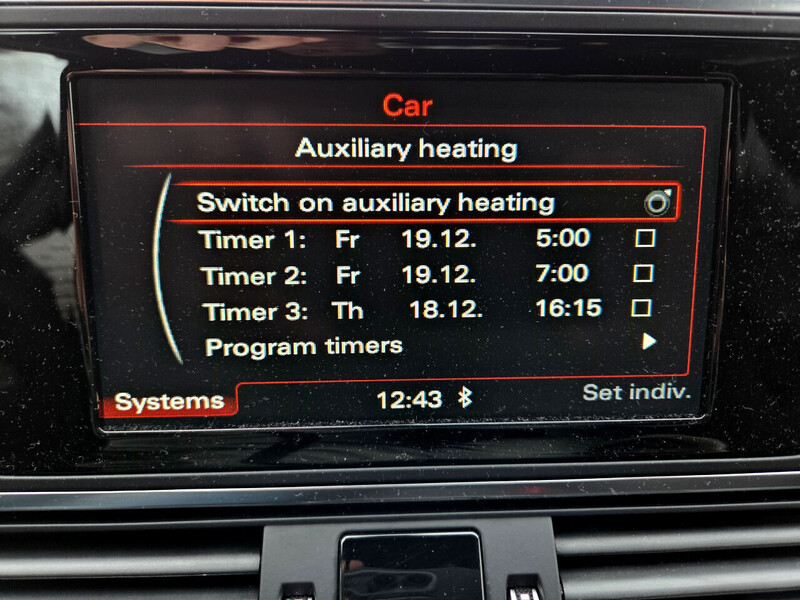 Car
Auxiliary heating
Switch on auxiliary heating
Timer 1: Fr 19.12. 5:00
Timer 2: Fr 19.12. 7:00
Timer 3: Th 18.12. 16:15
Program timers
Systems 12:43 Set indiv.